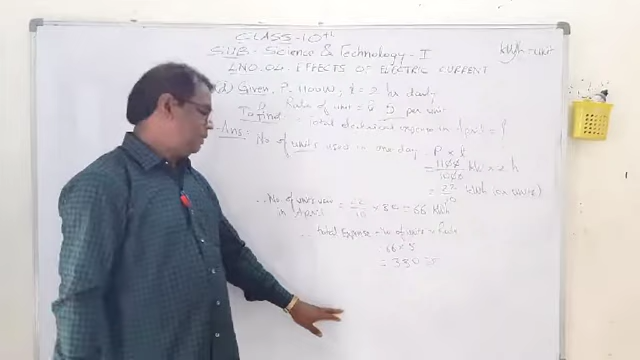 CLASS-10th
SUB- Science & Technology-II
kWh=unit
LNO.04. EFFECTS OF ELECTRIC CURRENT
d) Given, P. 1100W, t = 2 hr daily
Rate of unit = Rs 5 per unit
To find - Total electrical expense in April = ?
Ans: No of units used in one day = P × t
= 1100/1000 kW × 2 h
= 22/10 kWh (or units)
∴ No. of units used in April = 22/10 × 30 = 66 kWh
∴ Total Expense = No of unit × Rate
66 × 5
= 330